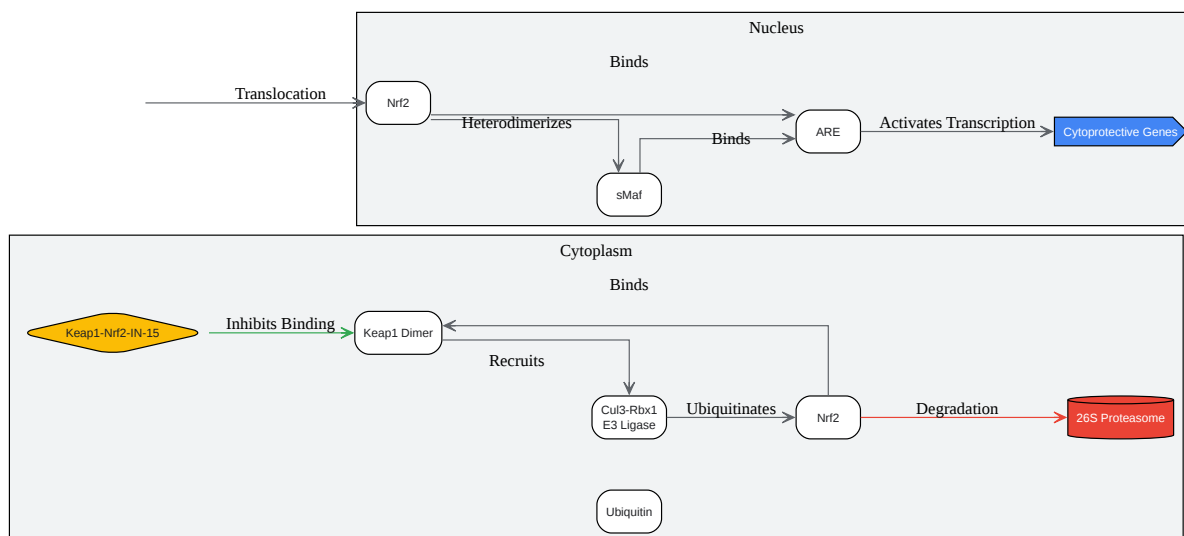 Nucleus
Binds
Translocation
Nrf2
Heterodimerizes
Binds
ARE
Activates Transcription
Cytoprotective Genes
sMaf
Cytoplasm
Binds
Keap1-Nrf2-IN-15
Inhibits Binding
Keap1 Dimer
Recruits
Cul3-Rbx1
E3 Ligase
Ubiquitinates
Nrf2
Degradation
26S Proteasome
Ubiquitin